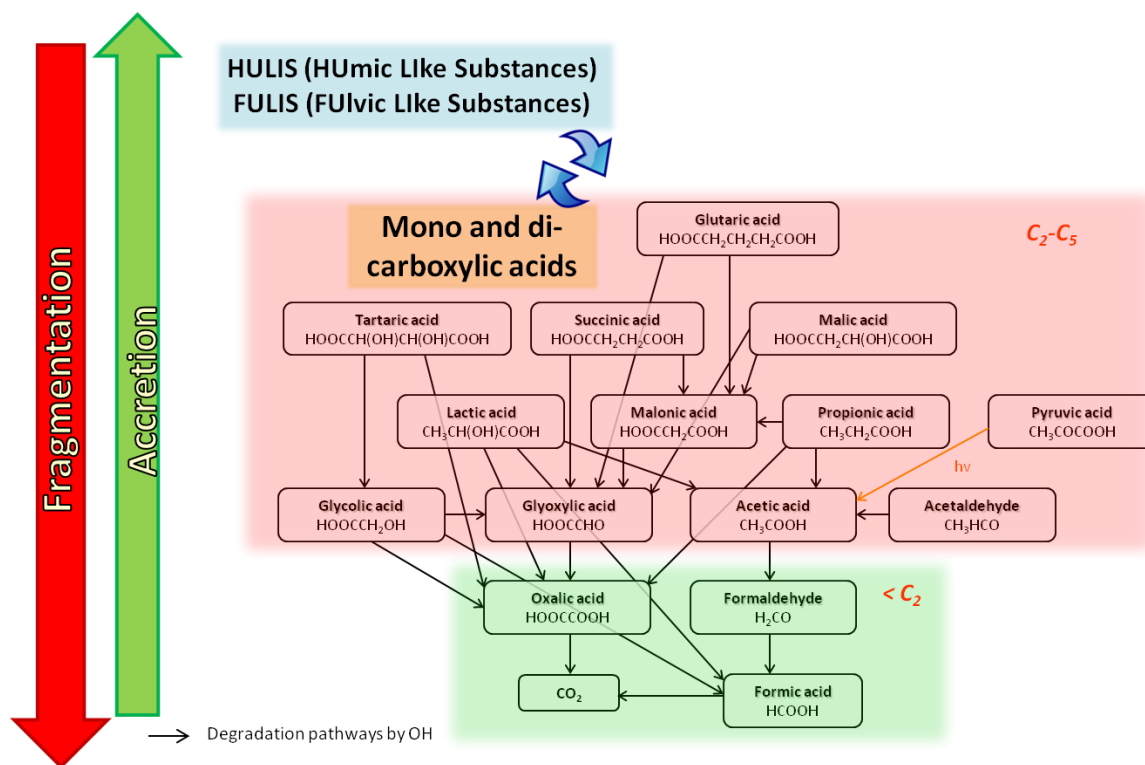 HULIS (HUmic LIke Substances)
FULIS (FUlvic LIke Substances)
Mono and di-
carboxylic acids
Glutaric acid
HOOCCH₂CH₂CH₂COOH
C₂-C₅
Tartaric acid
HOOCCH(OH)CH(OH)COOH
Succinic acid
HOOCCH₂CH₂COOH
Malic acid
HOOCCH₂CH(OH)COOH
Lactic acid
CH₃CH(OH)COOH
Malonic acid
HOOCCH₂COOH
Propionic acid
CH₃CH₂COOH
Pyruvic acid
CH₃COCOOH
hν
Glycolic acid
HOOCCH₂OH
Glyoxylic acid
HOOCCHO
Acetic acid
CH₃COOH
Acetaldehyde
CH₃HCO
Oxalic acid
HOOCCOOH
Formaldehyde
H₂CO
< C₂
CO₂
Formic acid
HCOOH
Fragmentation
Accretion
Degradation pathways by OH